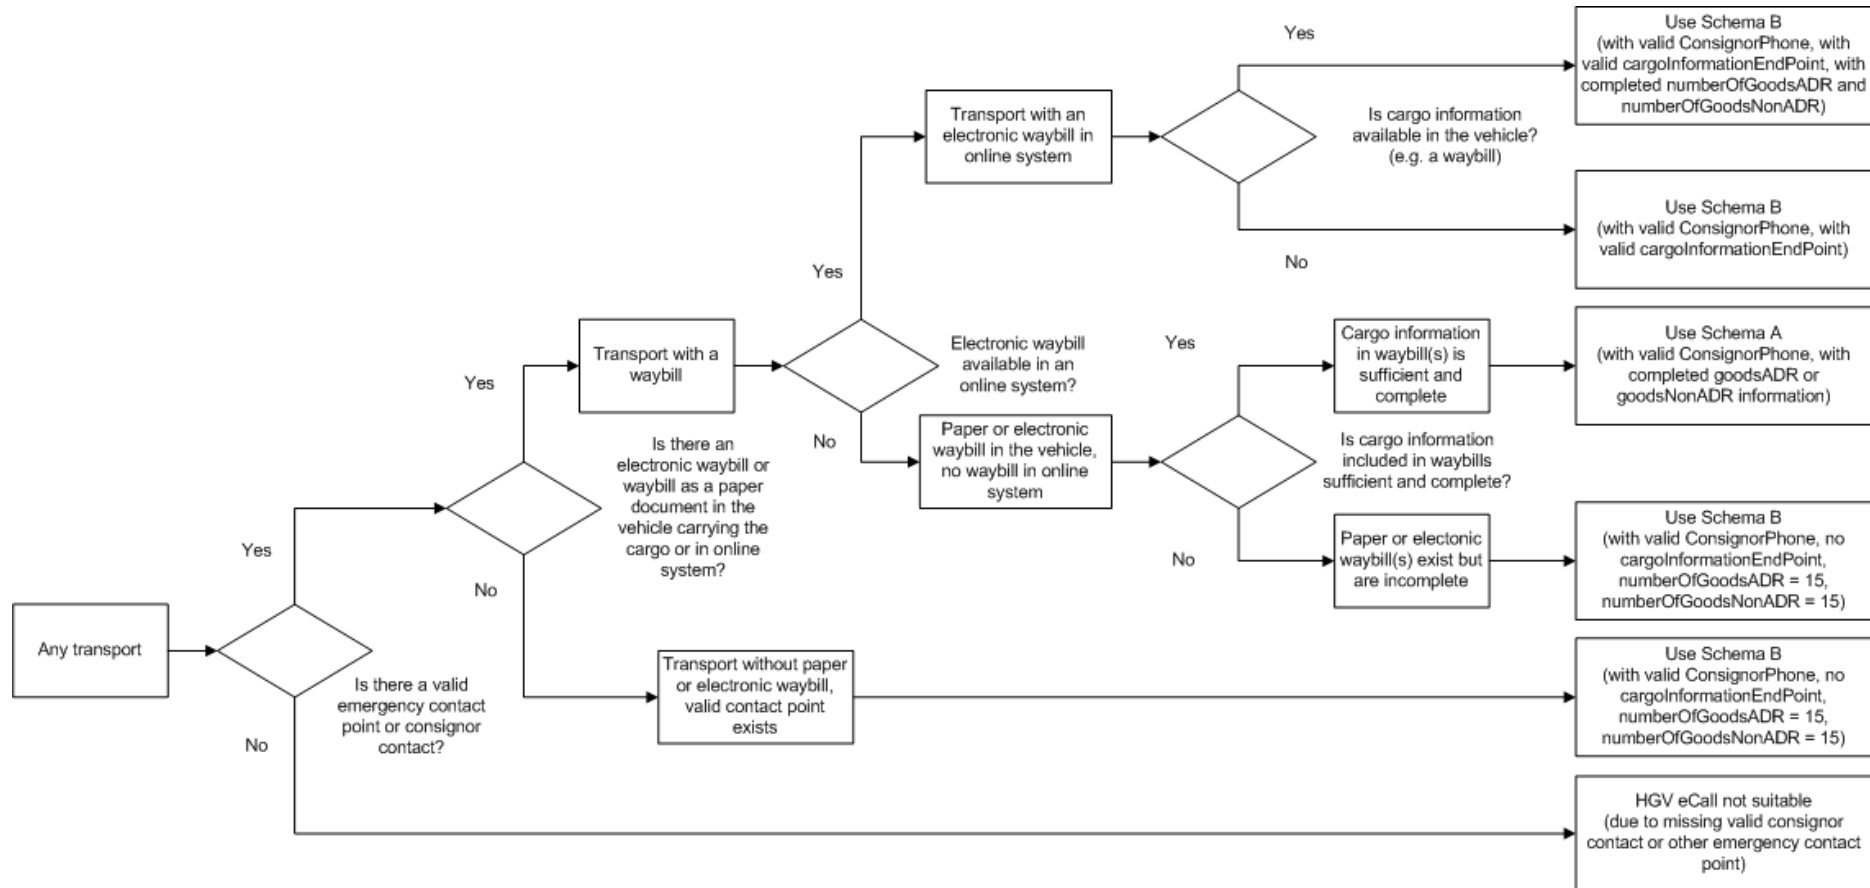 Any transport
Yes
No
Is there a valid
emergency contact
point or consignor
contact?
Yes
No
Is there an
electronic waybill or
waybill as a paper
document in the
vehicle carrying the
cargo or in online
system?
Transport with a
waybill
Transport without paper
or electronic waybill,
valid contact point
exists
Yes
No
Electronic waybill
available in an
online system?
Transport with an
electronic waybill in
online system
Paper or electronic
waybill in the vehicle,
no waybill in online
system
Yes
No
Is cargo information
available in the vehicle?
(e.g. a waybill)
Yes
No
Is cargo information
included in waybills
sufficient and complete?
Cargo information
in waybill(s) is
sufficient and
complete
Paper or electonic
waybill(s) exist but
are incomplete
Use Schema B
(with valid ConsignorPhone, with
valid cargoInformationEndPoint, with
completed numberOfGoodsADR and
numberOfGoodsNonADR)
Use Schema B
(with valid ConsignorPhone, with
valid cargoInformationEndPoint)
Use Schema A
(with valid ConsignorPhone, with
completed goodsADR or
goodsNonADR information)
Use Schema B
(with valid ConsignorPhone, no
cargoInformationEndPoint,
numberOfGoodsADR = 15,
numberOfGoodsNonADR = 15)
Use Schema B
(with valid ConsignorPhone, no
cargoInformationEndPoint,
numberOfGoodsADR = 15,
numberOfGoodsNonADR = 15)
HGV eCall not suitable
(due to missing valid consignor
contact or other emergency contact
point)